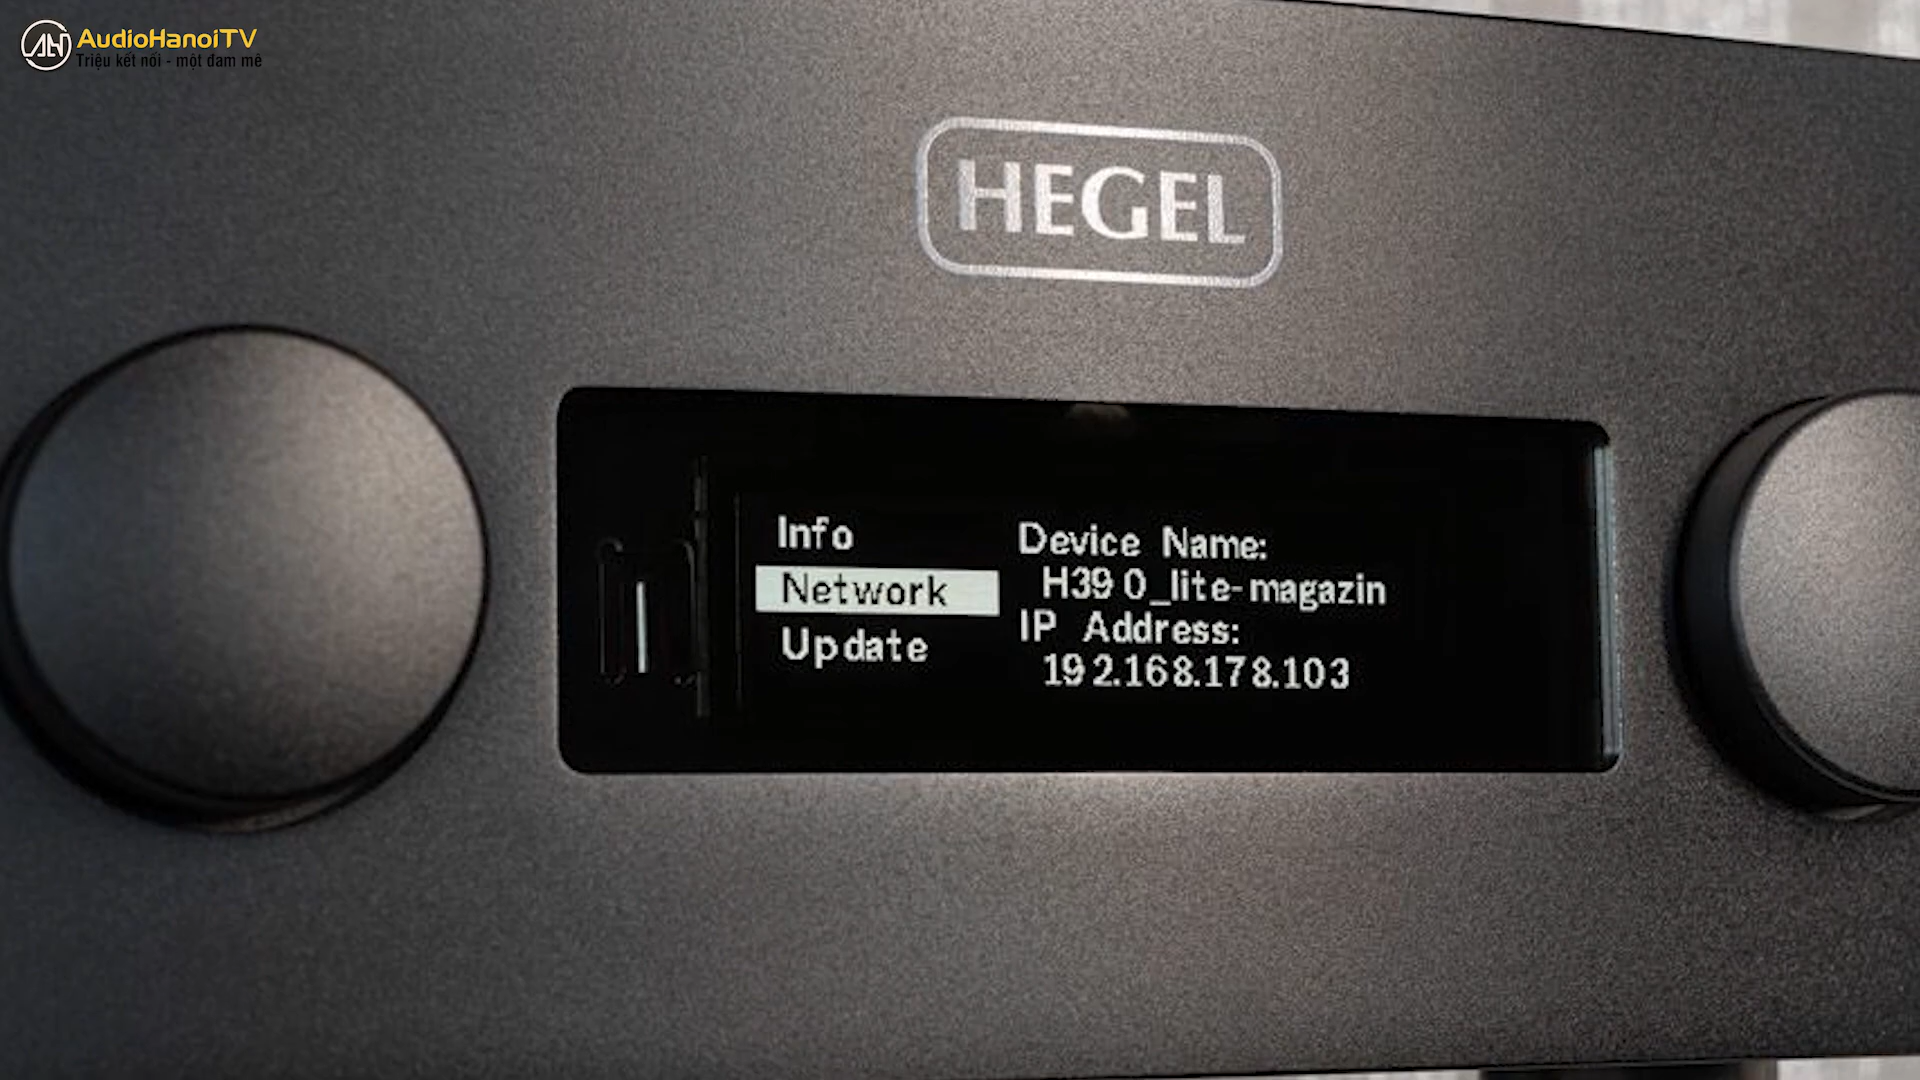 AudioHanoiTV
Triệu kết nối - một đam mê
HEGEL
Info
Network
Update
Device Name:
H390_lite-magazin
IP Address:
192.168.178.103